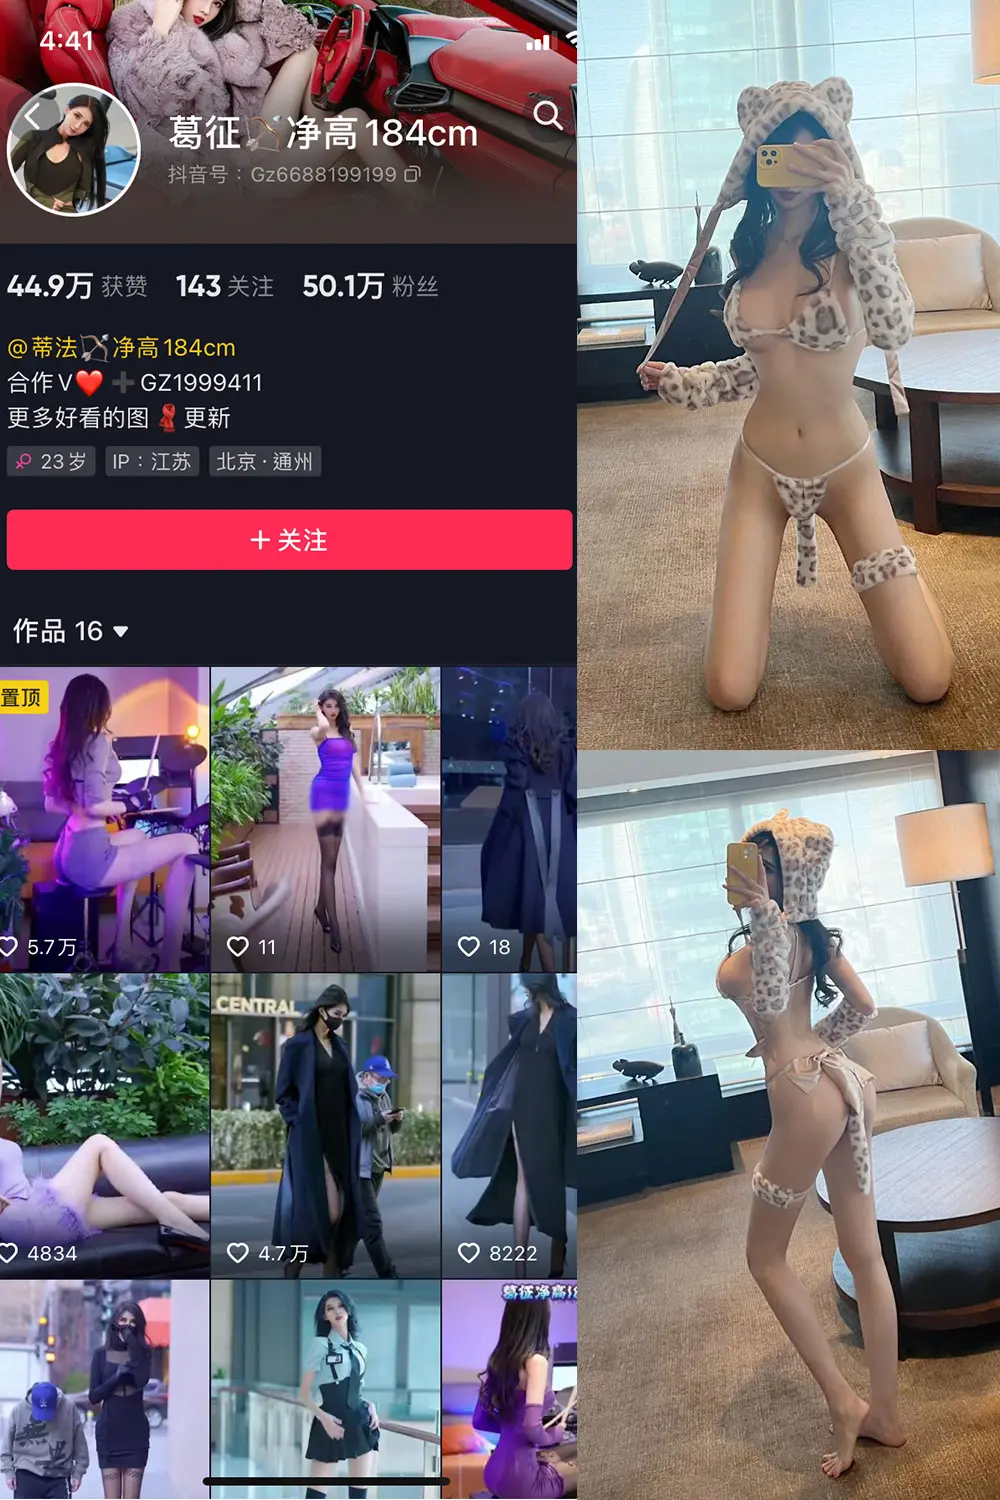 4:41
葛征🏹净高184cm
抖音号：Gz6688199199
44.9万 获赞 143 关注 50.1万 粉丝
@蒂法🏹净高184cm
合作V❤️➕GZ1999411
更多好看的图🧣更新
♀ 23岁 IP：江苏 北京·通州
+ 关注
作品 16
置顶
5.7万 11 18
CENTRAL
4834 4.7万 8222
葛征净高